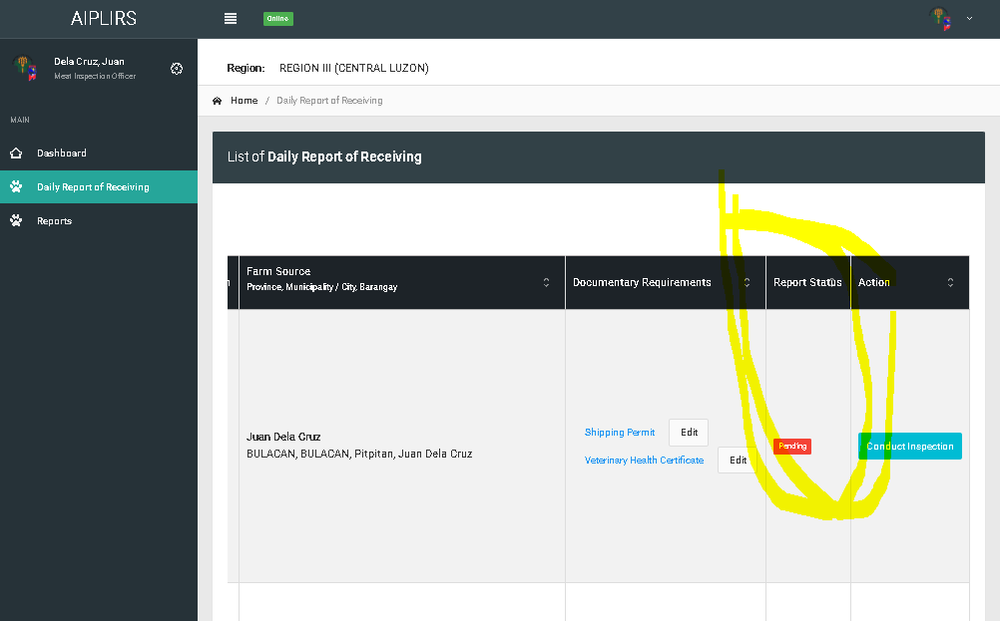 AIPLIRS
Online
Dela Cruz, Juan
Meat Inspection Officer
MAIN
Dashboard
Daily Report of Receiving
Reports
Region: REGION III (CENTRAL LUZON)
Home / Daily Report of Receiving
List of Daily Report of Receiving
Farm Source
Province, Municipality / City, Barangay
Documentary Requirements
Report Status
Action
Juan Dela Cruz
BULACAN, BULACAN, Pitpitan, Juan Dela Cruz
Shipping Permit Edit
Veterinary Health Certificate Edit
Pending
Conduct Inspection